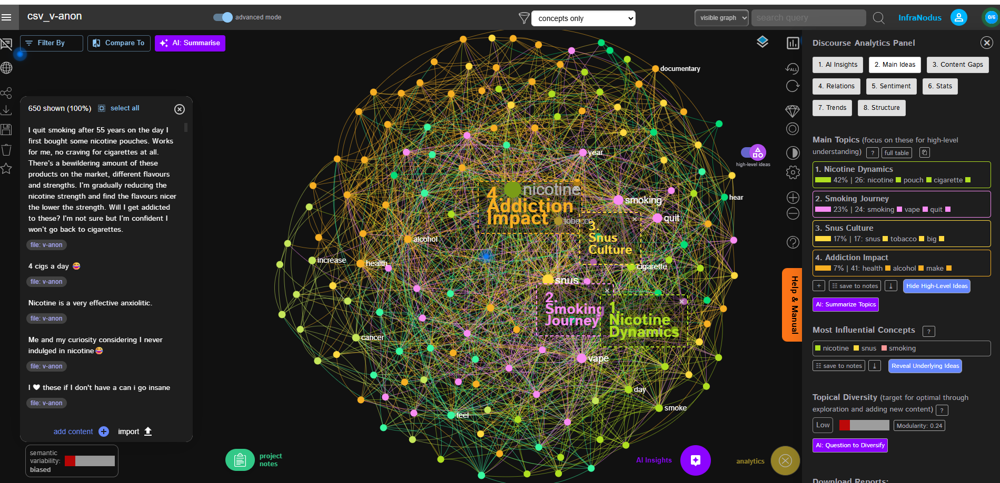 csv_v-anon
advanced mode
concepts only
visible graph
search query
InfraNodus
0/6
Filter By
Compare To
AI: Summarise
650 shown (100%)
select all
I quit smoking after 55 years on the day I
first bought some nicotine pouches. Works
for me, no craving for cigarettes at all.
There's a bewildering amount of these
products on the market, different flavours
and strengths. I'm gradually reducing the
nicotine strength and find the flavours nicer
the lower the strength. Will I get addicted
to these? I'm not sure but I'm confident I
won't go back to cigarettes.
file: v-anon
4 cigs a day 😂
file: v-anon
Nicotine is a very effective anxiolitic.
file: v-anon
Me and my curiosity considering I never
indulged in nicotine😂
file: v-anon
I ♥ these if I don't have a can i go insane
file: v-anon
add content
import
semantic
variability:
biased
project
notes
documentary
year
nicotine
4.
Addiction
Impact
tobacco
smoking
quit
hear
3.
Snus
Culture
alcohol
increase
health
cigarette
snus
2.
Smoking
Journey
1.
Nicotine
Dynamics
cancer
vape
day
smoke
feel
high-level ideas
ALL
Help & Manual
AI Insights
analytics
Discourse Analytics Panel
1. AI Insights
2. Main Ideas
3. Content Gaps
4. Relations
5. Sentiment
6. Stats
7. Trends
8. Structure
Main Topics (focus on these for high-level
understanding) ? full table
1. Nicotine Dynamics
42% | 26: nicotine pouch cigarette
2. Smoking Journey
23% | 24: smoking vape quit
3. Snus Culture
17% | 17: snus tobacco big
4. Addiction Impact
7% | 41: health alcohol make
+ save to notes Hide High-Level Ideas
AI: Summarize Topics
Most Influential Concepts ?
nicotine snus smoking
save to notes Reveal Underlying Ideas
Topical Diversity (target for optimal through
exploration and adding new content) ?
Low Modularity: 0.24
AI: Question to Diversify
Download Reports: